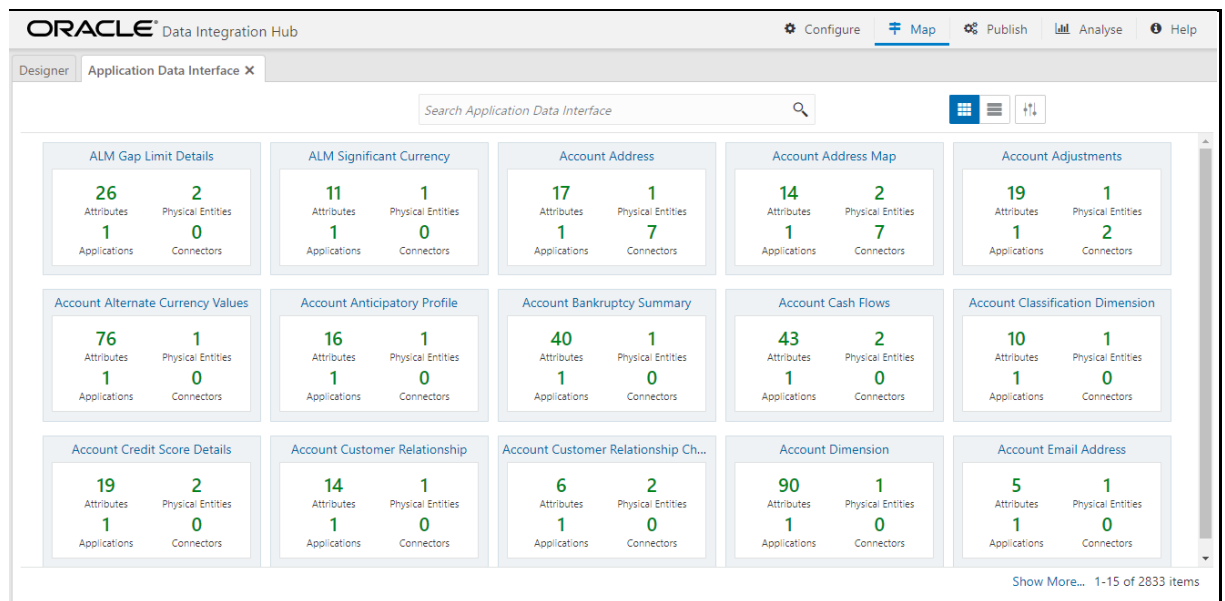 ORACLE® Data Integration Hub Configure Map Publish Analyse Help
Designer Application Data Interface X
Search Application Data Interface
ALM Gap Limit Details ALM Significant Currency Account Address Account Address Map Account Adjustments
26 2 11 1 17 1 14 2 19 1
Attributes Physical Entities Attributes Physical Entities Attributes Physical Entities Attributes Physical Entities Attributes Physical Entities
1 0 1 0 1 7 1 7 1 2
Applications Connectors Applications Connectors Applications Connectors Applications Connectors Applications Connectors
Account Alternate Currency Values Account Anticipatory Profile Account Bankruptcy Summary Account Cash Flows Account Classification Dimension
76 1 16 1 40 1 43 2 10 1
Attributes Physical Entities Attributes Physical Entities Attributes Physical Entities Attributes Physical Entities Attributes Physical Entities
1 0 1 0 1 0 1 0 1 0
Applications Connectors Applications Connectors Applications Connectors Applications Connectors Applications Connectors
Account Credit Score Details Account Customer Relationship Account Customer Relationship Ch... Account Dimension Account Email Address
19 2 14 1 6 2 90 1 5 1
Attributes Physical Entities Attributes Physical Entities Attributes Physical Entities Attributes Physical Entities Attributes Physical Entities
1 0 1 0 1 0 1 0 1 0
Applications Connectors Applications Connectors Applications Connectors Applications Connectors Applications Connectors
Show More... 1-15 of 2833 items